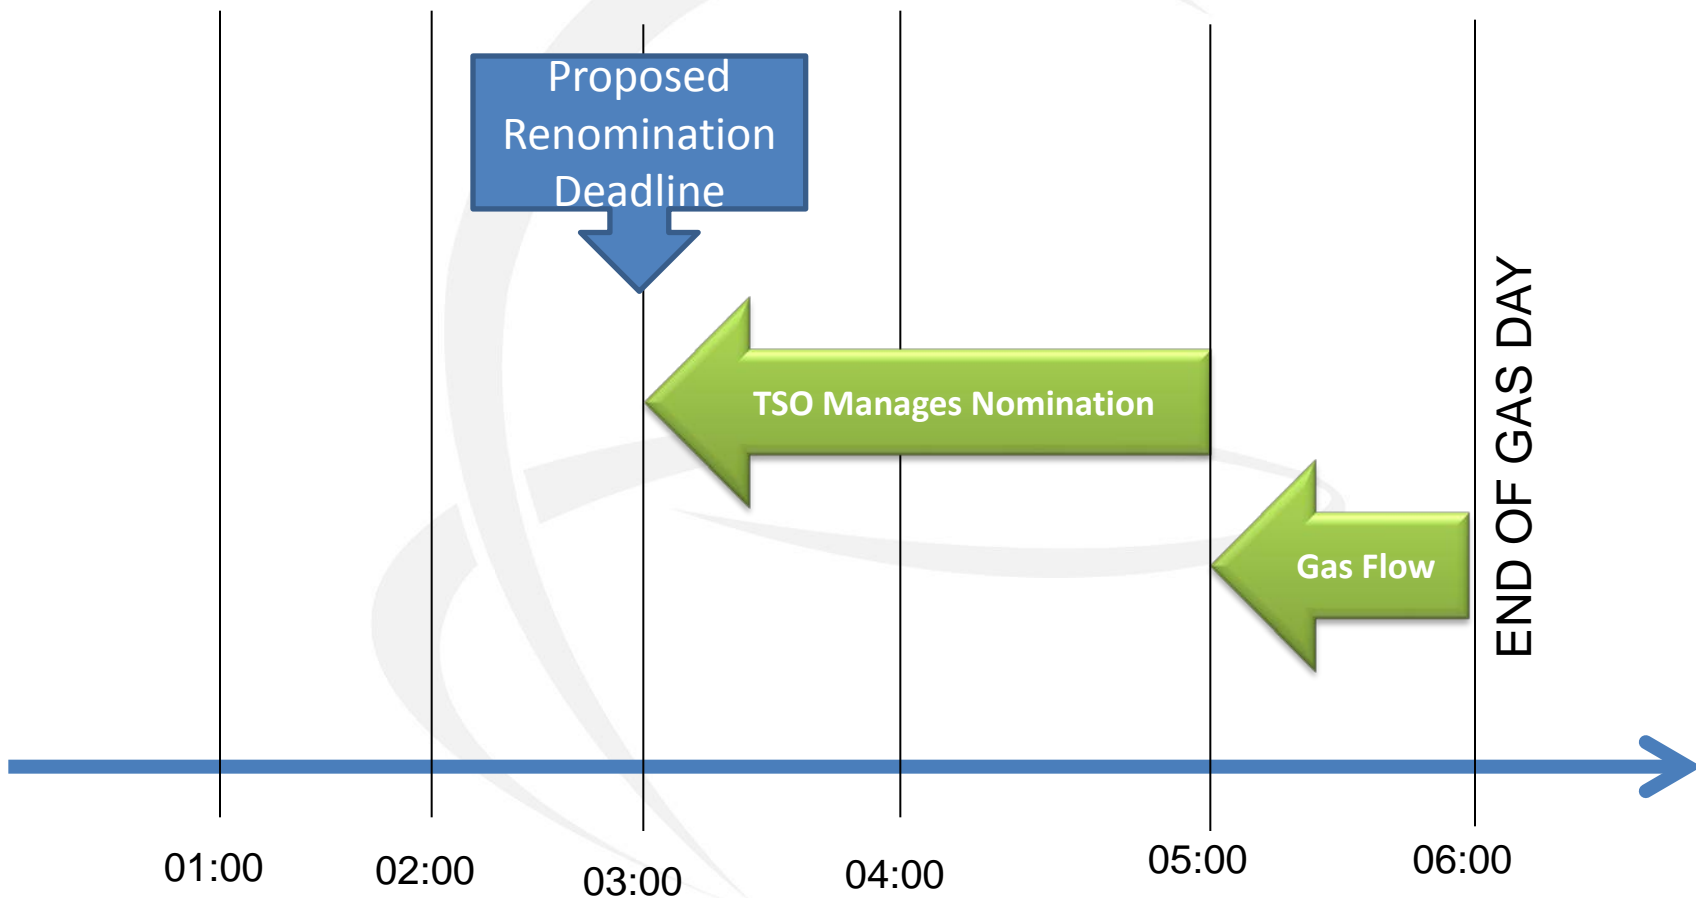 Proposed
Renomination
Deadline
TSO Manages Nomination
Gas Flow
END OF GAS DAY
01:00
02:00
03:00
04:00
05:00
06:00